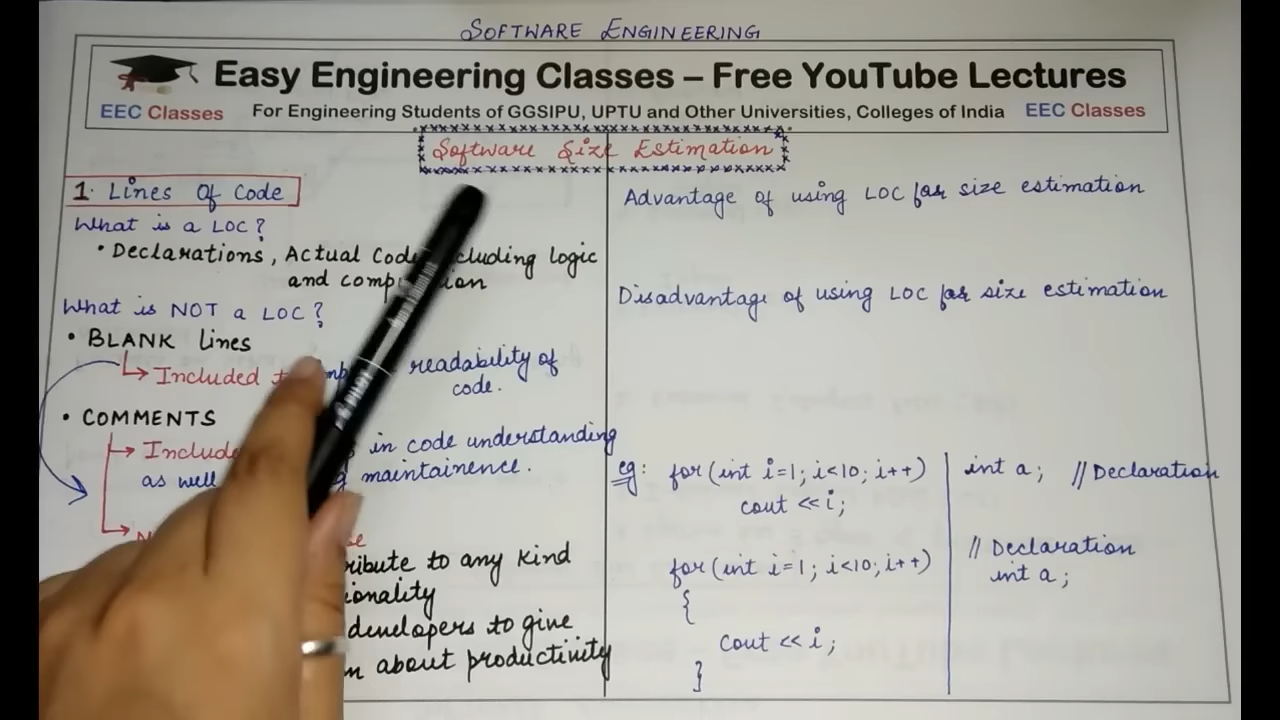 SOFTWARE ENGINEERING
Easy Engineering Classes – Free YouTube Lectures
EEC Classes For Engineering Students of GGSIPU, UPTU and Other Universities, Colleges of India EEC Classes
Software Size Estimation
1. Lines Of Code
What is a LOC?
• Declarations, Actual Code logic
and
What is NOT a LOC?
• BLANK lines
Included readability of
code.
• COMMENTS
in code understanding
as well maintainence.
to any kind
developers to give
about productivity
Advantage of using LOC for size estimation
Disadvantage of using LOC for size estimation
eg: for(int i=1; i<10; i++)
cout <<i;
for(int i=1; i<10; i++)
{
cout <<i;
}
int a; // Declaration
// Declaration
int a;